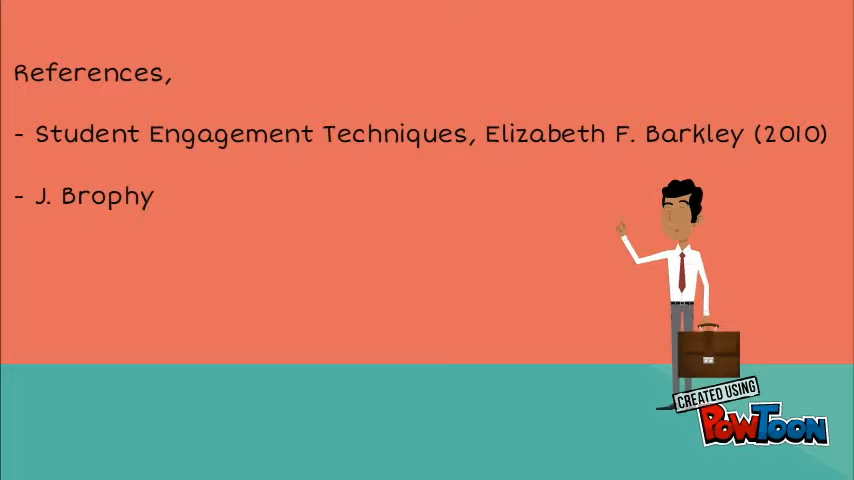 References,
- Student Engagement Techniques, Elizabeth F. Barkley (2010)
- J. Brophy
CREATED USING
POWTOON